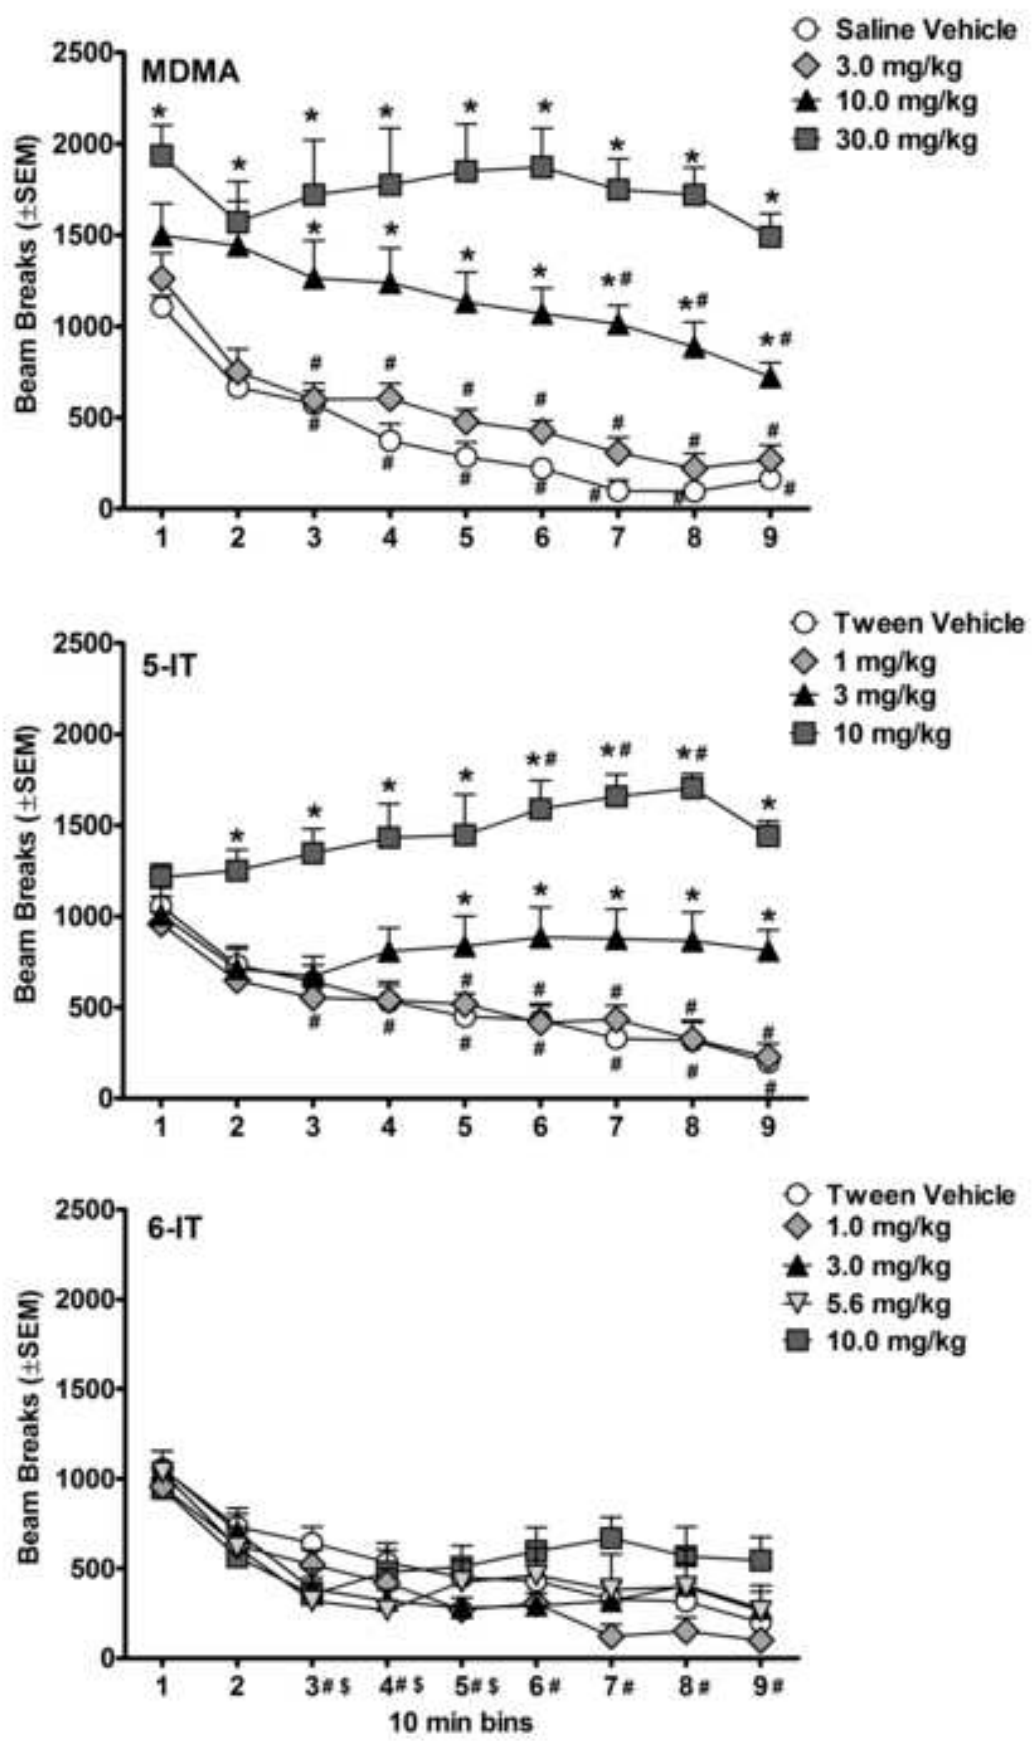 MDMA
Saline Vehicle
3.0 mg/kg
10.0 mg/kg
30.0 mg/kg
Beam Breaks (±SEM)
2500
2000
1500
1000
500
0
* * * * * * * * *
* * * * *# *# *#
# # # # # # #
# # # # # # #
1 2 3 4 5 6 7 8 9
5-IT
Tween Vehicle
1 mg/kg
3 mg/kg
10 mg/kg
Beam Breaks (±SEM)
2500
2000
1500
1000
500
0
* * * * *# *# *# *
* * * * *
# # # # #
# # # # # # #
1 2 3 4 5 6 7 8 9
6-IT
Tween Vehicle
1.0 mg/kg
3.0 mg/kg
5.6 mg/kg
10.0 mg/kg
Beam Breaks (±SEM)
2500
2000
1500
1000
500
0
1 2 3# $ 4# $ 5# $ 6# 7# 8# 9#
10 min bins